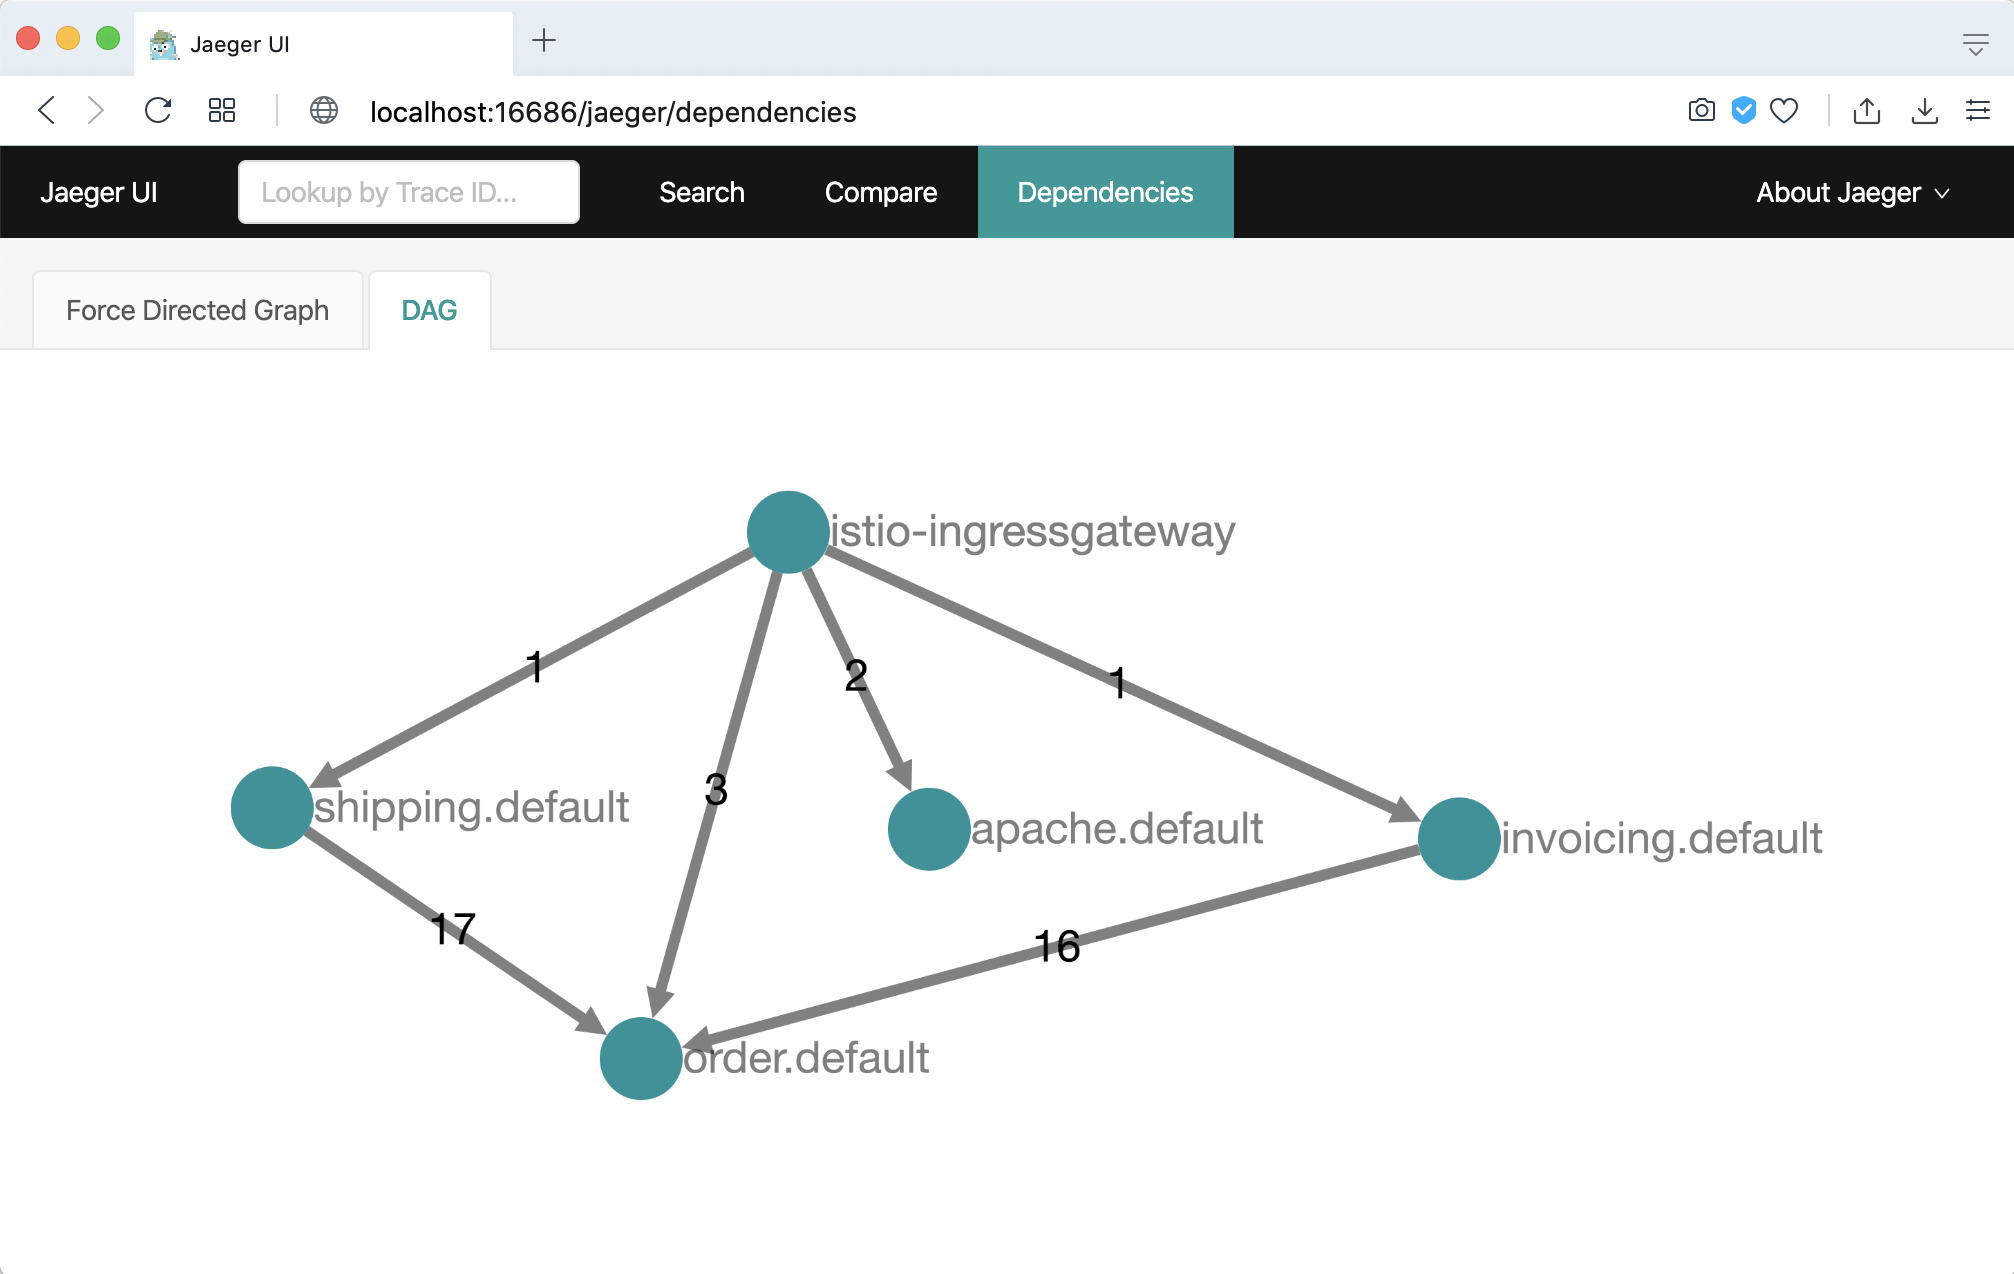 Jaeger UI
localhost:16686/jaeger/dependencies
Jaeger UI
Lookup by Trace ID...
Search
Compare
Dependencies
About Jaeger
Force Directed Graph
DAG
istio-ingressgateway
1
2
1
3
shipping.default
apache.default
invoicing.default
17
16
order.default